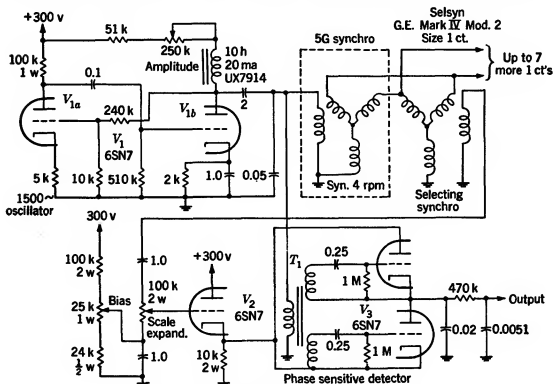 +300 v
51 k
100 k
1 w
250 k
Amplitude
10 h
20 ma
UX7914
0.1
V1a
240 k
V1
6SN7
V1b
2
5 k
10 k
510 k
2 k
1.0
0.05
1500
oscillator
5G synchro
Syn. 4 rpm
Selsyn
G.E. Mark IV Mod. 2
Size 1 ct.
Up to 7
more 1 ct's
Selecting
synchro
300 v
100 k
2 w
25 k
1 w
Bias
24 k
½ w
1.0
100 k
2 w
Scale
expand.
1.0
+300 v
V2
6SN7
10 k
2 w
T1
0.25
1 M
V3
6SN7
0.25
1 M
470 k
Output
0.02
0.0051
Phase sensitive detector